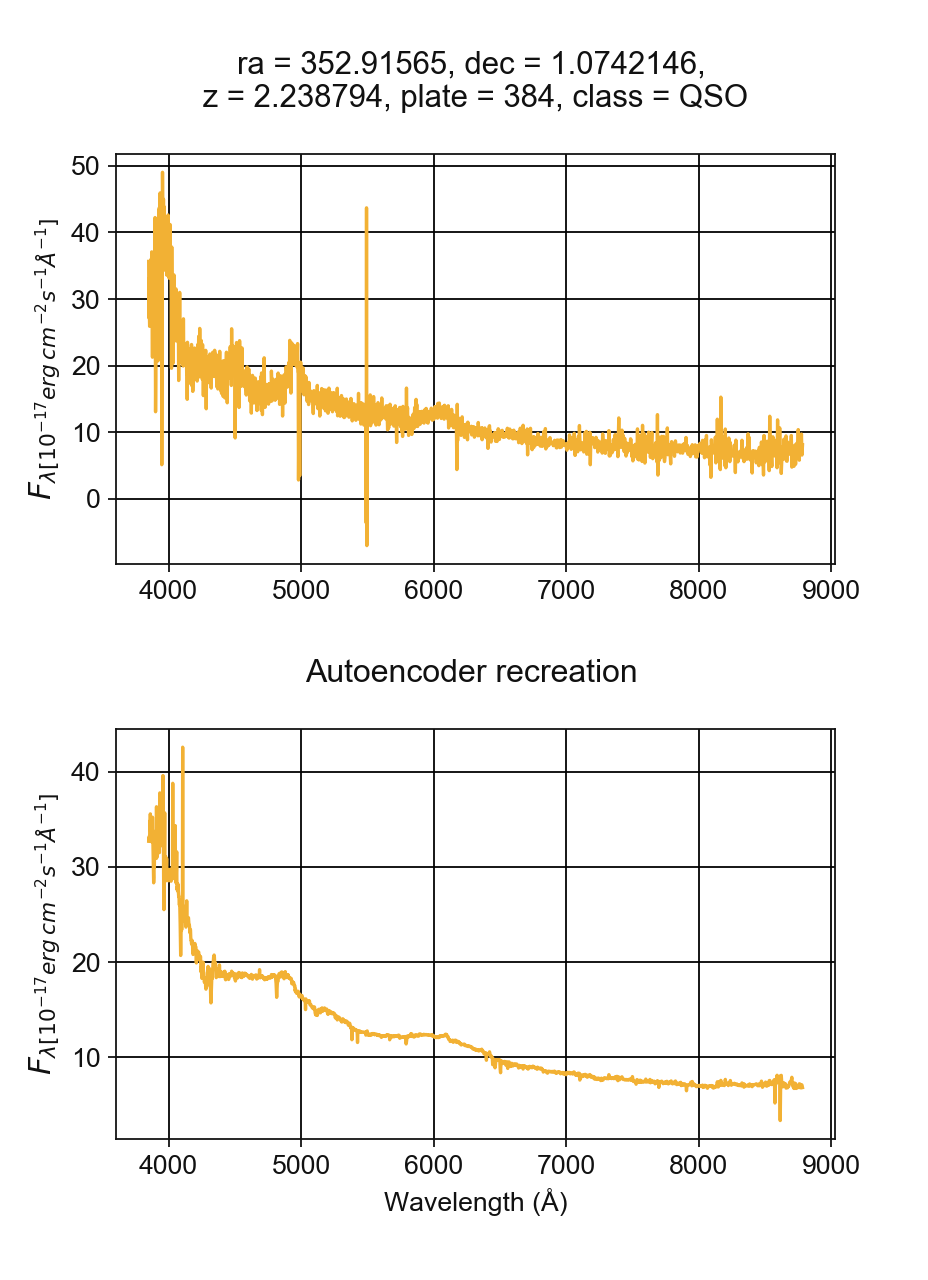 ra = 352.91565, dec = 1.0742146,
z = 2.238794, plate = 384, class = QSO
50
40
30
20
10
0
F_λ[10⁻¹⁷ erg cm⁻² s⁻¹ Å⁻¹]
4000 5000 6000 7000 8000 9000
Autoencoder recreation
40
30
20
10
F_λ[10⁻¹⁷ erg cm⁻² s⁻¹ Å⁻¹]
4000 5000 6000 7000 8000 9000
Wavelength (Å)